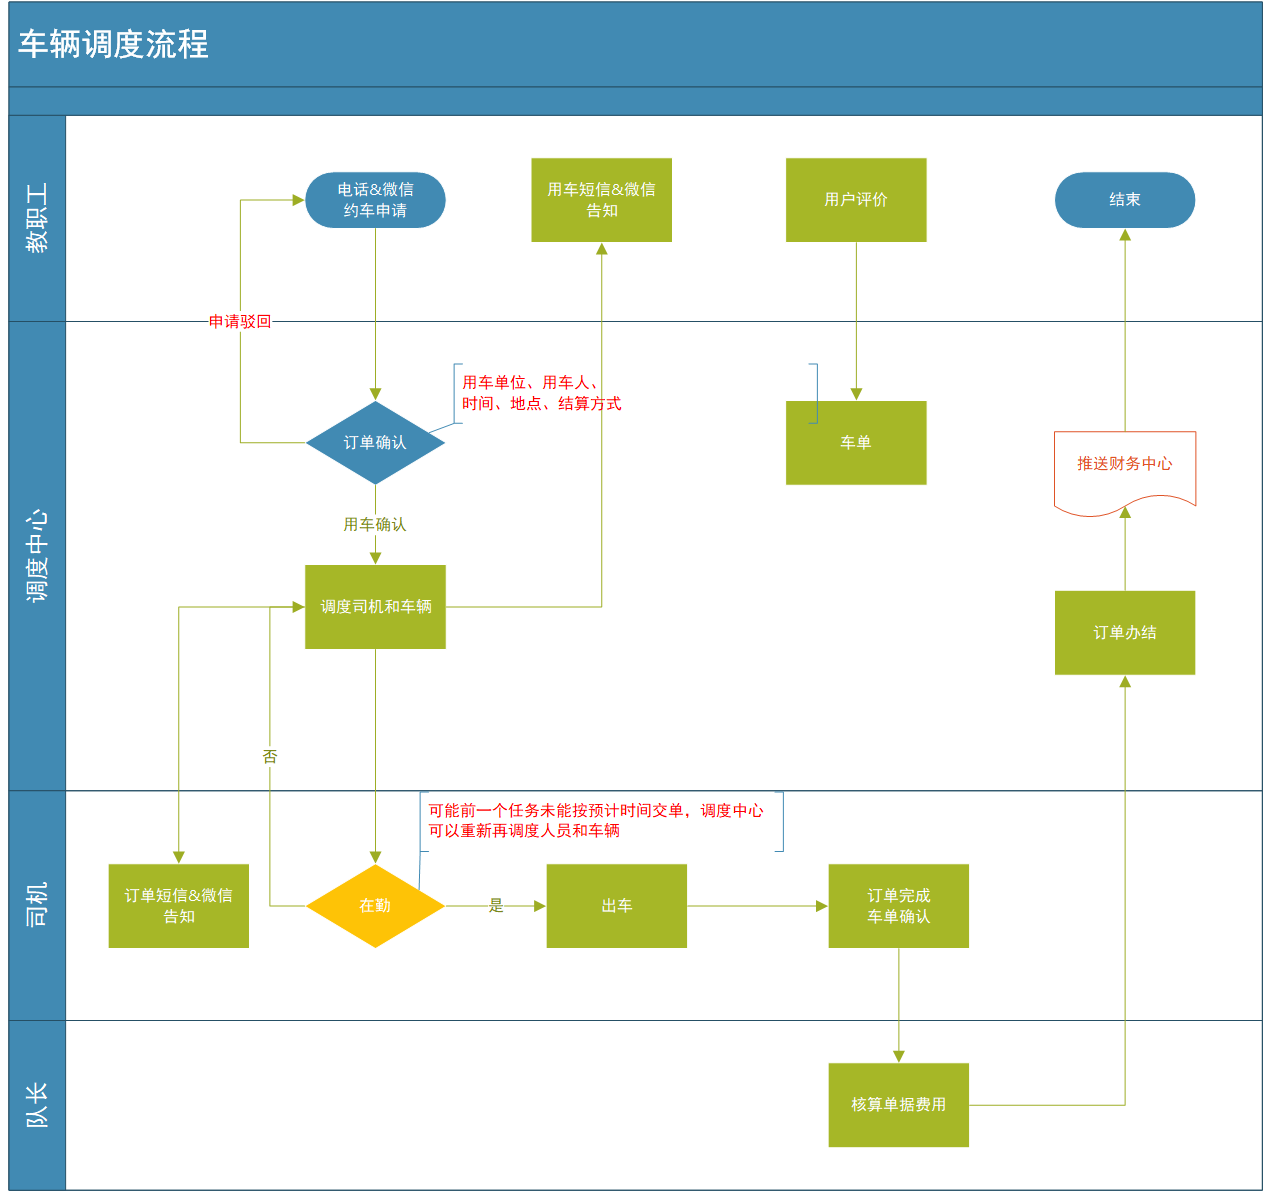 车辆调度流程
教职工
电话&微信
约车申请
用车短信&微信
告知
用户评价
结束
申请驳回
调度中心
用车单位、用车人、
时间、地点、结算方式
订单确认
车单
推送财务中心
用车确认
调度司机和车辆
订单办结
否
司机
可能前一个任务未能按预计时间交单，调度中心
可以重新再调度人员和车辆
订单短信&微信
告知
在勤
是
出车
订单完成
车单确认
队长
核算单据费用